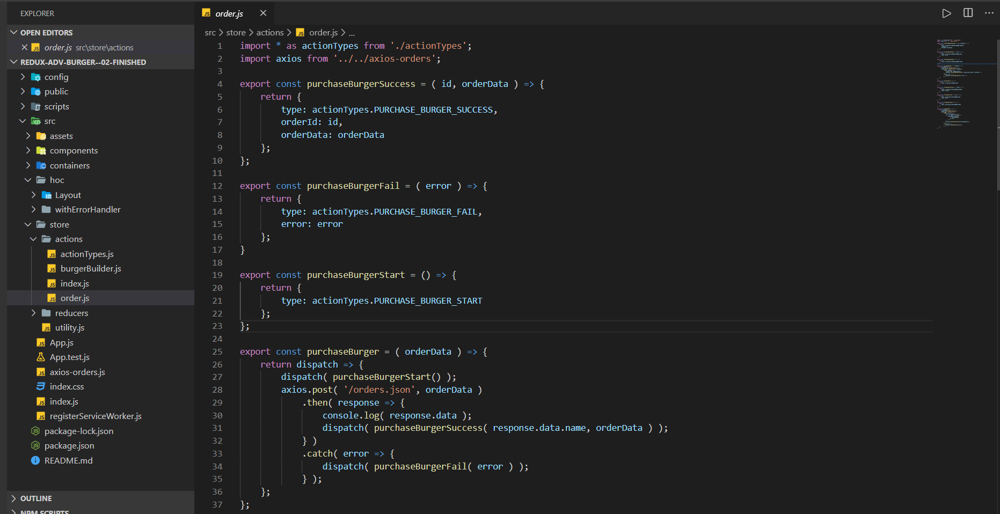 EXPLORER
OPEN EDITORS
order.js src\store\actions
REDUX-ADV-BURGER--02-FINISHED
config
public
scripts
src
assets
components
containers
hoc
Layout
withErrorHandler
store
actions
actionTypes.js
burgerBuilder.js
index.js
order.js
reducers
utility.js
App.js
App.test.js
axios-orders.js
index.css
index.js
registerServiceWorker.js
package-lock.json
package.json
README.md
OUTLINE
NPM SCRIPTS
order.js
src > store > actions > order.js > ...
1 import * as actionTypes from './actionTypes';
2 import axios from '../../axios-orders';
3
4 export const purchaseBurgerSuccess = ( id, orderData ) => {
5     return {
6         type: actionTypes.PURCHASE_BURGER_SUCCESS,
7         orderId: id,
8         orderData: orderData
9     };
10 };
11
12 export const purchaseBurgerFail = ( error ) => {
13     return {
14         type: actionTypes.PURCHASE_BURGER_FAIL,
15         error: error
16     };
17 }
18
19 export const purchaseBurgerStart = () => {
20     return {
21         type: actionTypes.PURCHASE_BURGER_START
22     };
23 };
24
25 export const purchaseBurger = ( orderData ) => {
26     return dispatch => {
27         dispatch( purchaseBurgerStart() );
28         axios.post( '/orders.json', orderData )
29             .then( response => {
30                 console.log( response.data );
31                 dispatch( purchaseBurgerSuccess( response.data.name, orderData ) );
32             } )
33             .catch( error => {
34                 dispatch( purchaseBurgerFail( error ) );
35             } );
36     };
37 };